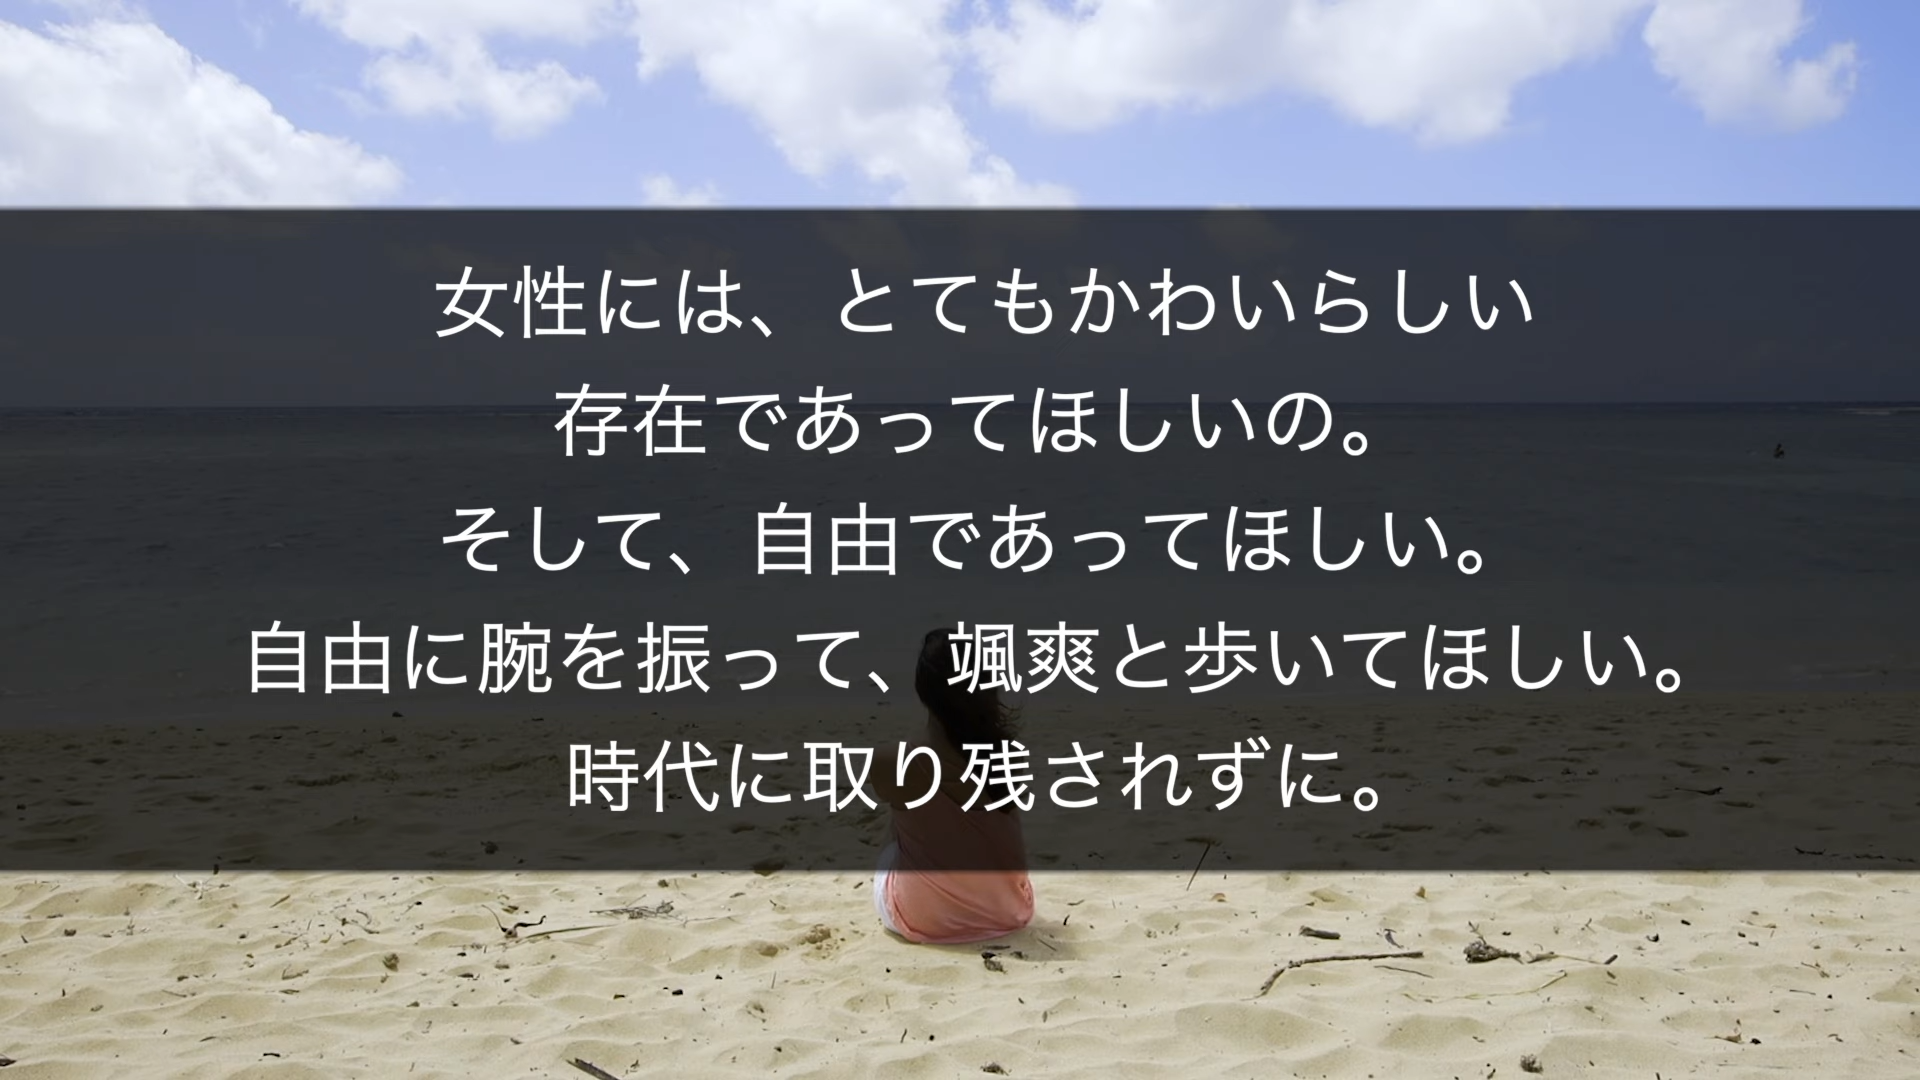 女性には、とてもかわいらしい
存在であってほしいの。
そして、自由であってほしい。
自由に腕を振って、颯爽と歩いてほしい。
時代に取り残されずに。